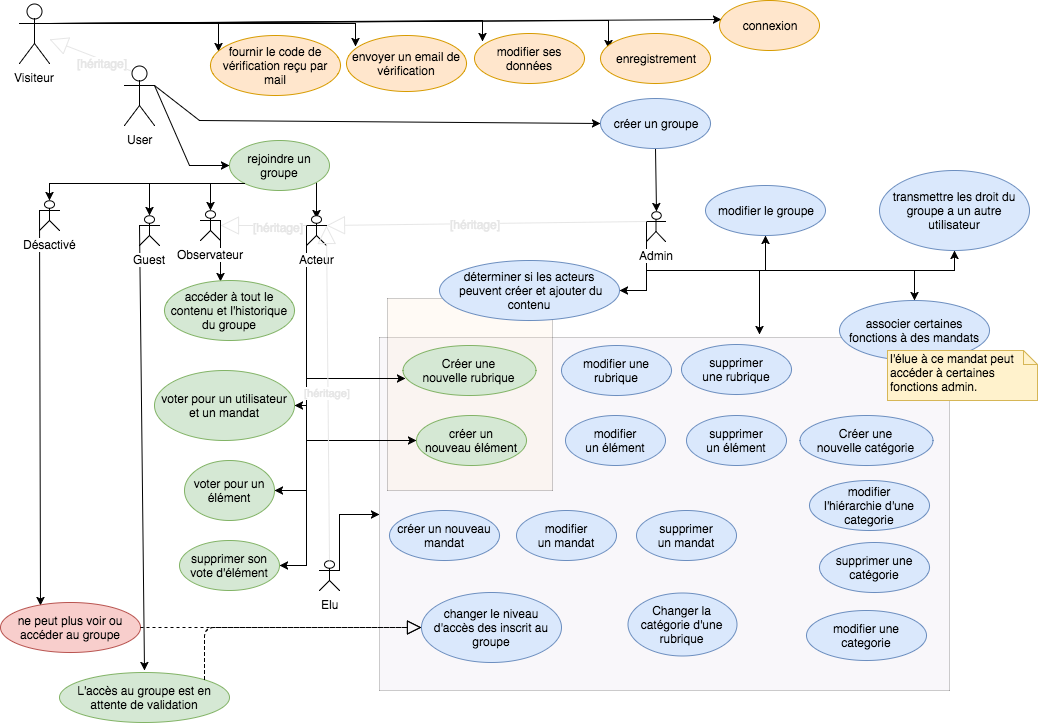 connexion
fournir le code de
vérification reçu par
mail
envoyer un email de
vérification
modifier ses
données
enregistrement
[héritage]
Visiteur
User
créer un groupe
rejoindre un
groupe
modifier le groupe
transmettre les droit du
groupe a un autre
utilisateur
[héritage]
[héritage]
Désactivé
Guest
Observateur
Acteur
Admin
déterminer si les acteurs
peuvent créer et ajouter du
contenu
accéder à tout le
contenu et l'historique
du groupe
associer certaines
fonctions à des mandats
l'élue à ce mandat peut
accéder à certaines
fonctions admin.
Créer une
nouvelle rubrique
modifier une
rubrique
supprimer
une rubrique
[héritage]
voter pour un utilisateur
et un mandat
créer un
nouveau élément
modifier
un élément
supprimer
un élément
Créer une
nouvelle catégorie
voter pour un
élément
modifier
l'hiérarchie d'une
categorie
créer un nouveau
mandat
modifier
un mandat
supprimer
un mandat
supprimer son
vote d'élément
supprimer une
catégorie
Elu
ne peut plus voir ou
accéder au groupe
changer le niveau
d'accès des inscrit au
groupe
Changer la
catégorie d'une
rubrique
modifier une
categorie
L'accès au groupe est en
attente de validation